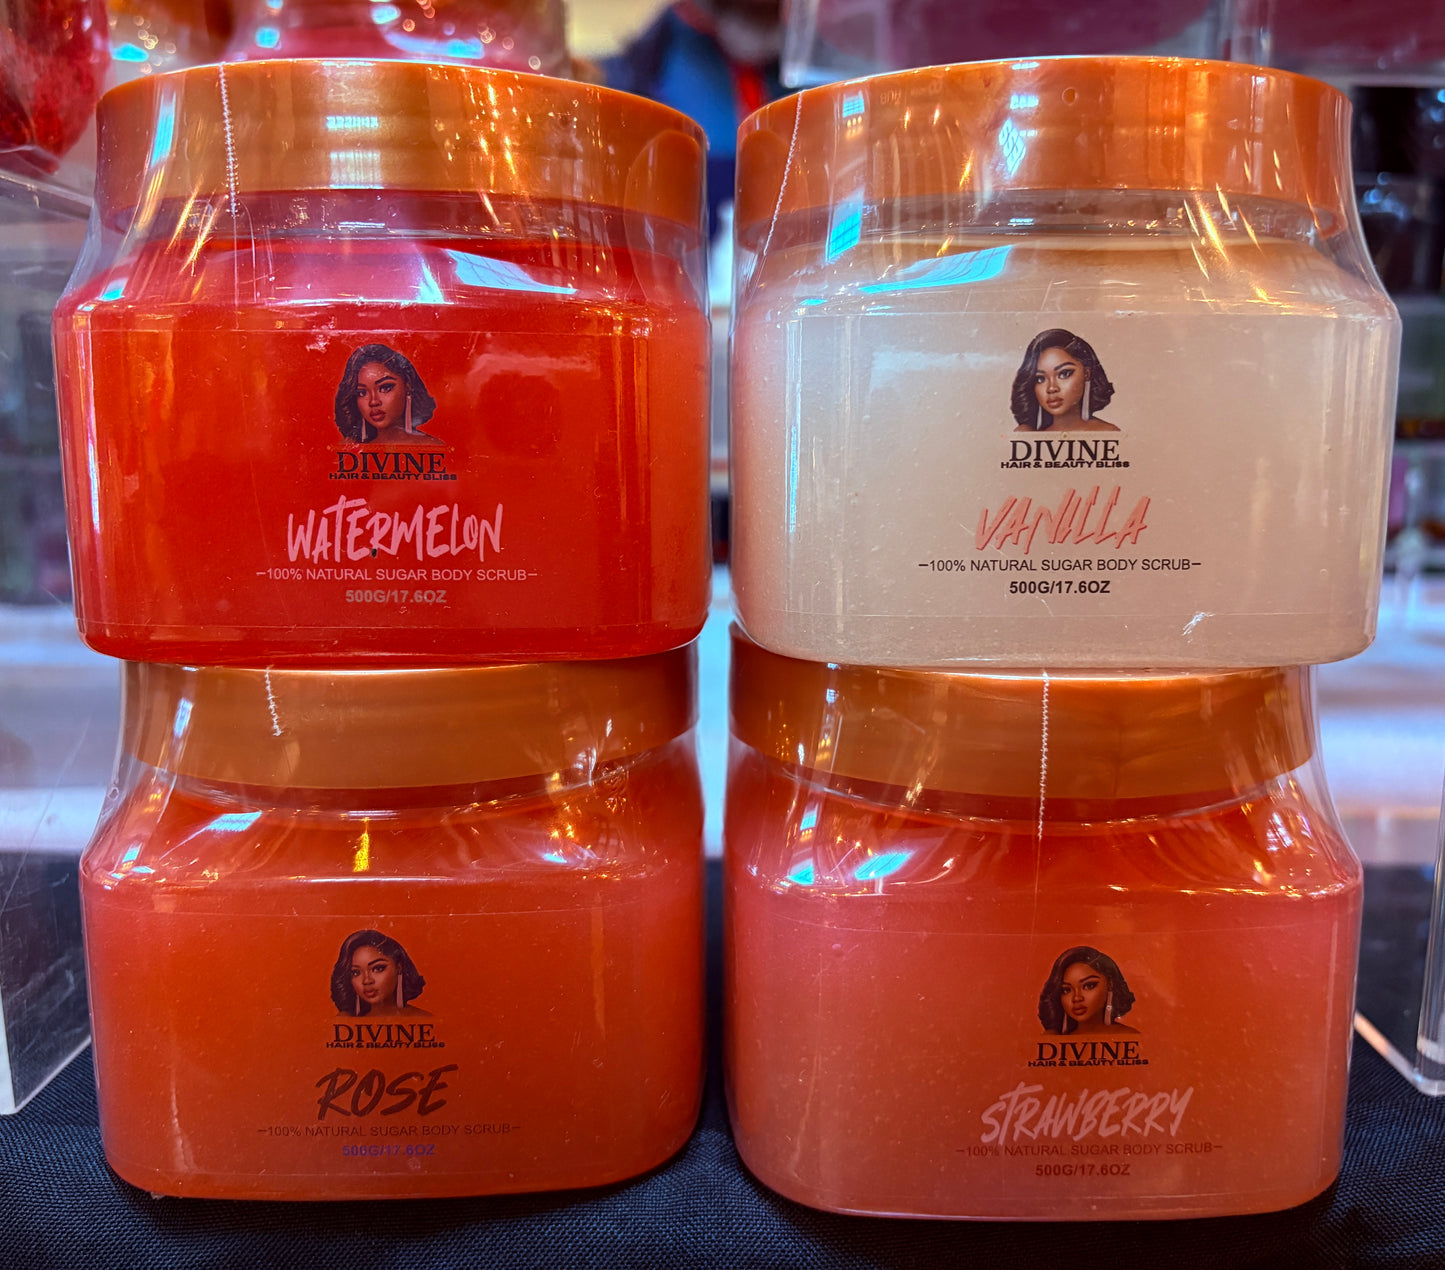 DIVINE
HAIR & BEAUTY BLISS
WATERMELON
–100% NATURAL SUGAR BODY SCRUB–
500G/17.6OZ
DIVINE
HAIR & BEAUTY BLISS
VANILLA
–100% NATURAL SUGAR BODY SCRUB–
500G/17.6OZ
DIVINE
HAIR & BEAUTY BLISS
ROSE
–100% NATURAL SUGAR BODY SCRUB–
500G/17.6OZ
DIVINE
HAIR & BEAUTY BLISS
STRAWBERRY
–100% NATURAL SUGAR BODY SCRUB–
500G/17.6OZ